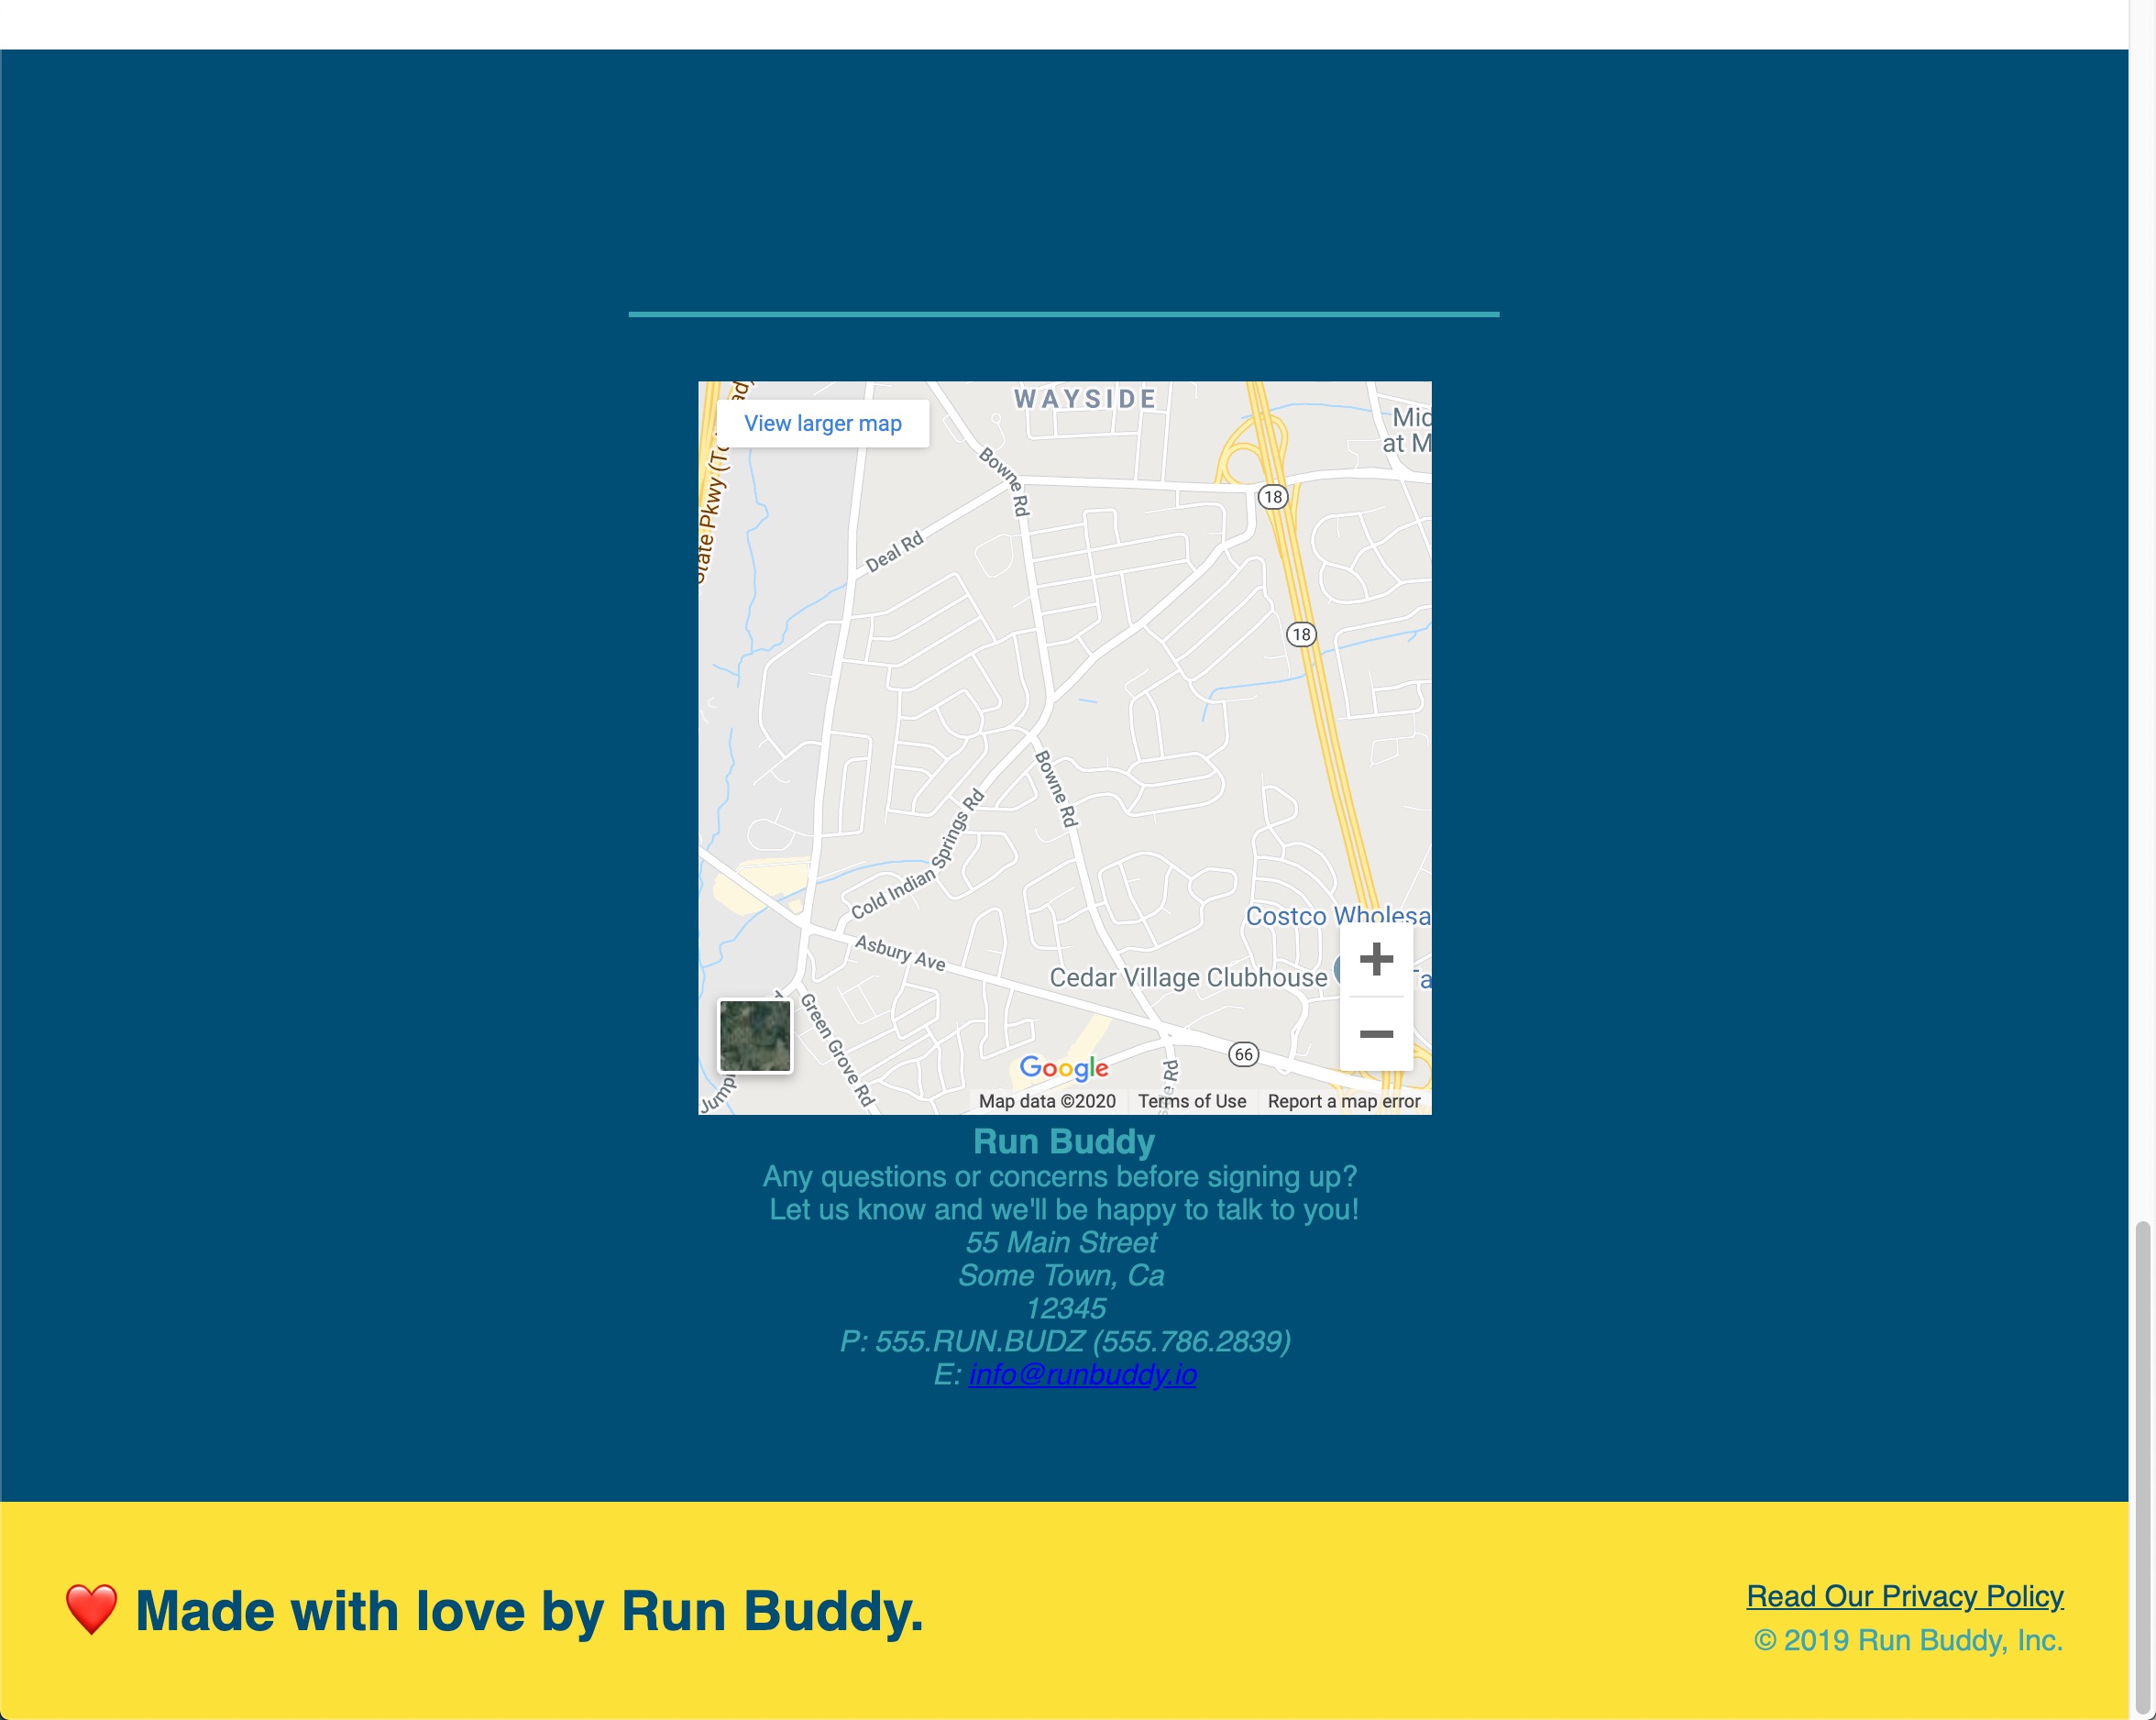 WAYSIDE
View larger map
Mid
at M
State Pkwy (To
ad)
Bowne Rd
18
Deal Rd
18
Bowne Rd
Cold Indian Springs Rd
Costco Wholesa
Asbury Ave
Cedar Village Clubhouse
Ta
Green Grove Rd
66
Jumpi
Google
Map data ©2020
Terms of Use
Report a map error
Run Buddy
Any questions or concerns before signing up?
Let us know and we'll be happy to talk to you!
55 Main Street
Some Town, Ca
12345
P: 555.RUN.BUDZ (555.786.2839)
E: info@runbuddy.io
❤️ Made with love by Run Buddy.
Read Our Privacy Policy
© 2019 Run Buddy, Inc.